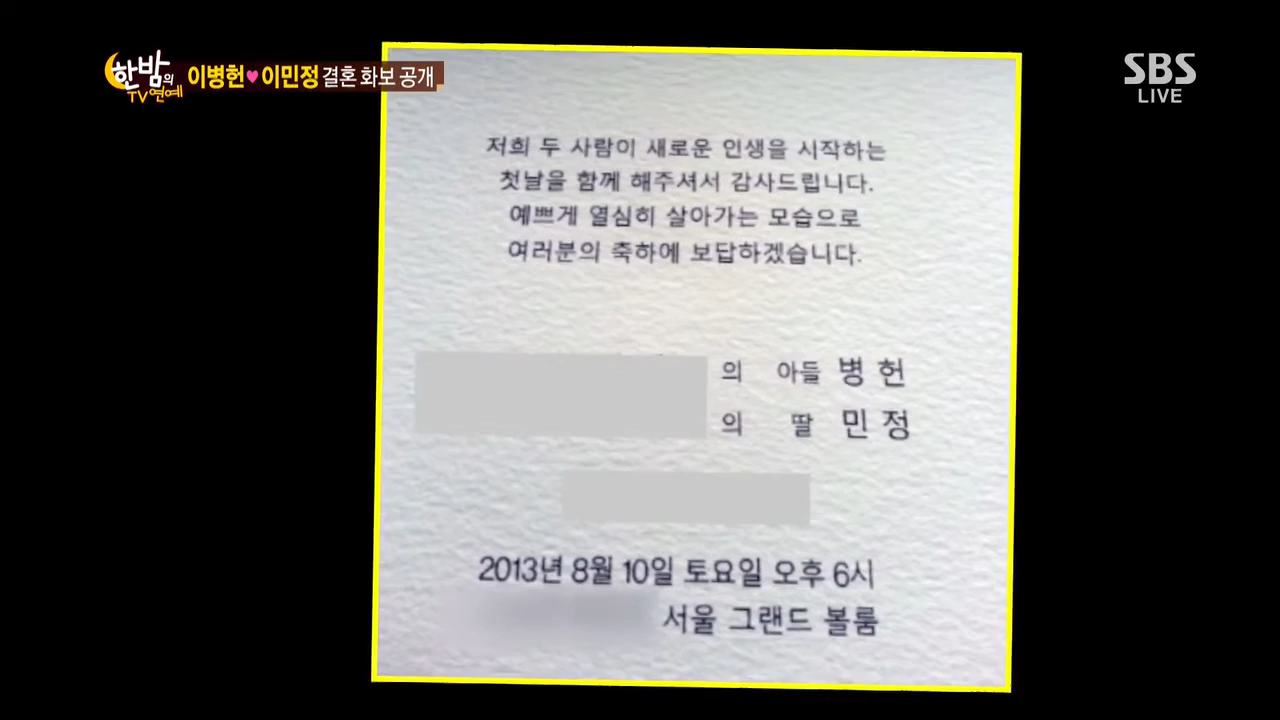 한밤의
TV연예
이병헌♥이민정 결혼 화보 공개
SBS
LIVE
저희 두 사람이 새로운 인생을 시작하는
첫날을 함께 해주셔서 감사드립니다.
예쁘게 열심히 살아가는 모습으로
여러분의 축하에 보답하겠습니다.
의 아들 병 헌
의 딸 민 정
2013년 8월 10일 토요일 오후 6시
서울 그랜드 볼룸